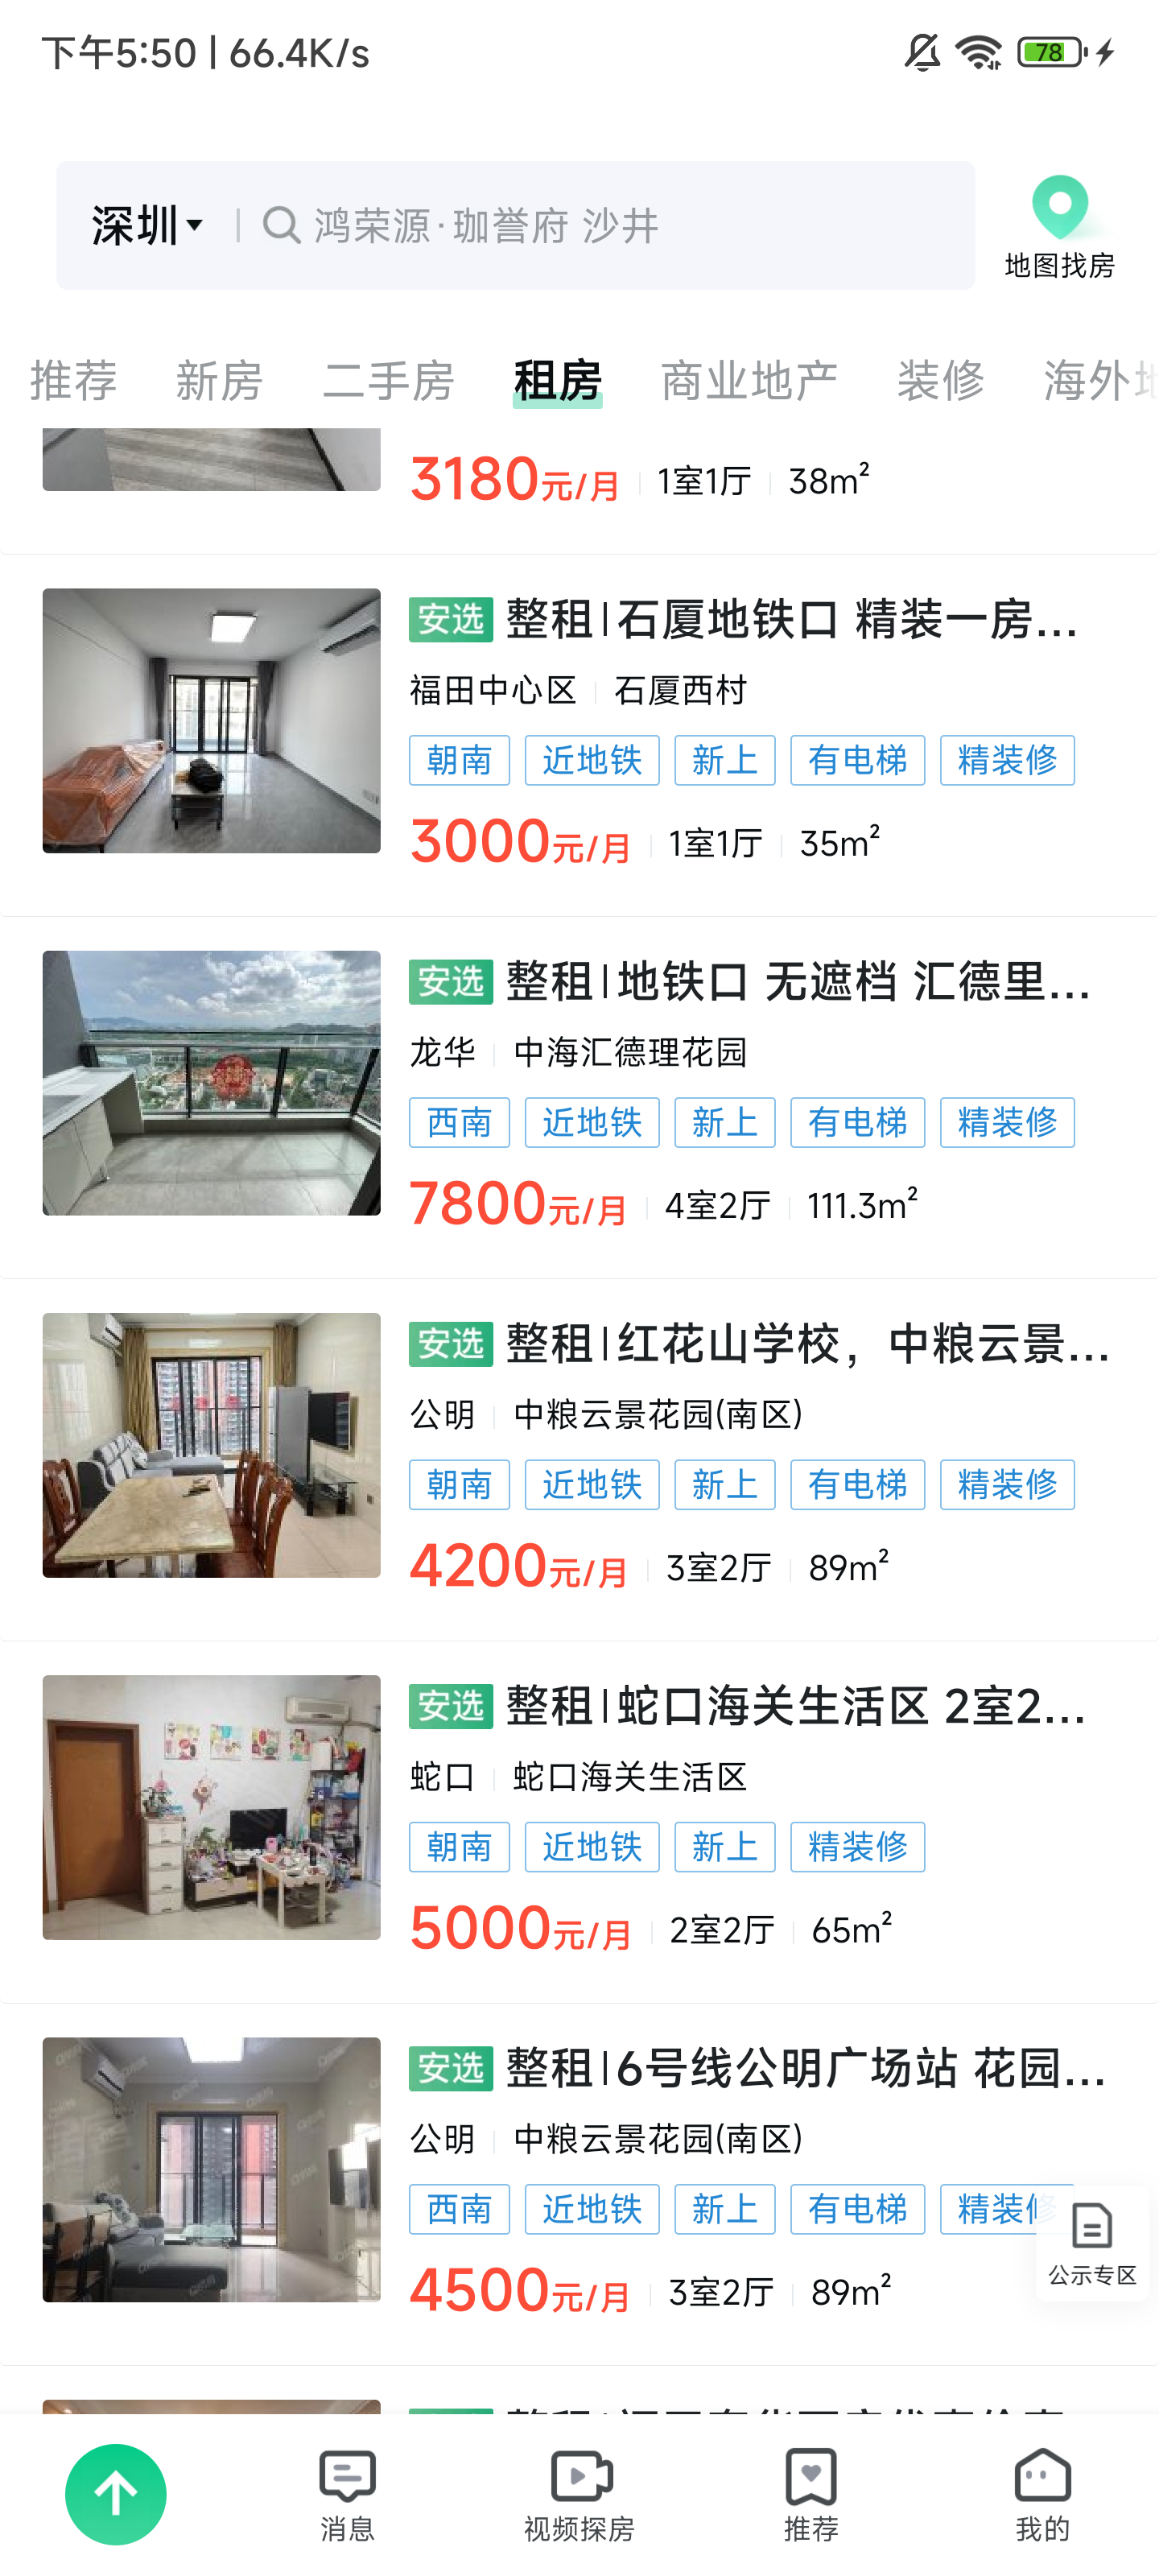 下午5:50 | 66.4K/s
78
深圳
鸿荣源·珈誉府 沙井
地图找房
推荐 新房 二手房 租房 商业地产 装修 海外地
3180元/月 1室1厅 38m²
安选 整租|石厦地铁口 精装一房...
福田中心区 石厦西村
朝南 近地铁 新上 有电梯 精装修
3000元/月 1室1厅 35m²
安选 整租|地铁口 无遮档 汇德里...
龙华 中海汇德理花园
西南 近地铁 新上 有电梯 精装修
7800元/月 4室2厅 111.3m²
安选 整租|红花山学校，中粮云景...
公明 中粮云景花园(南区)
朝南 近地铁 新上 有电梯 精装修
4200元/月 3室2厅 89m²
安选 整租|蛇口海关生活区 2室2...
蛇口 蛇口海关生活区
朝南 近地铁 新上 精装修
5000元/月 2室2厅 65m²
安选 整租|6号线公明广场站 花园...
公明 中粮云景花园(南区)
西南 近地铁 新上 有电梯 精装修
4500元/月 3室2厅 89m²
公示专区
消息 视频探房 推荐 我的